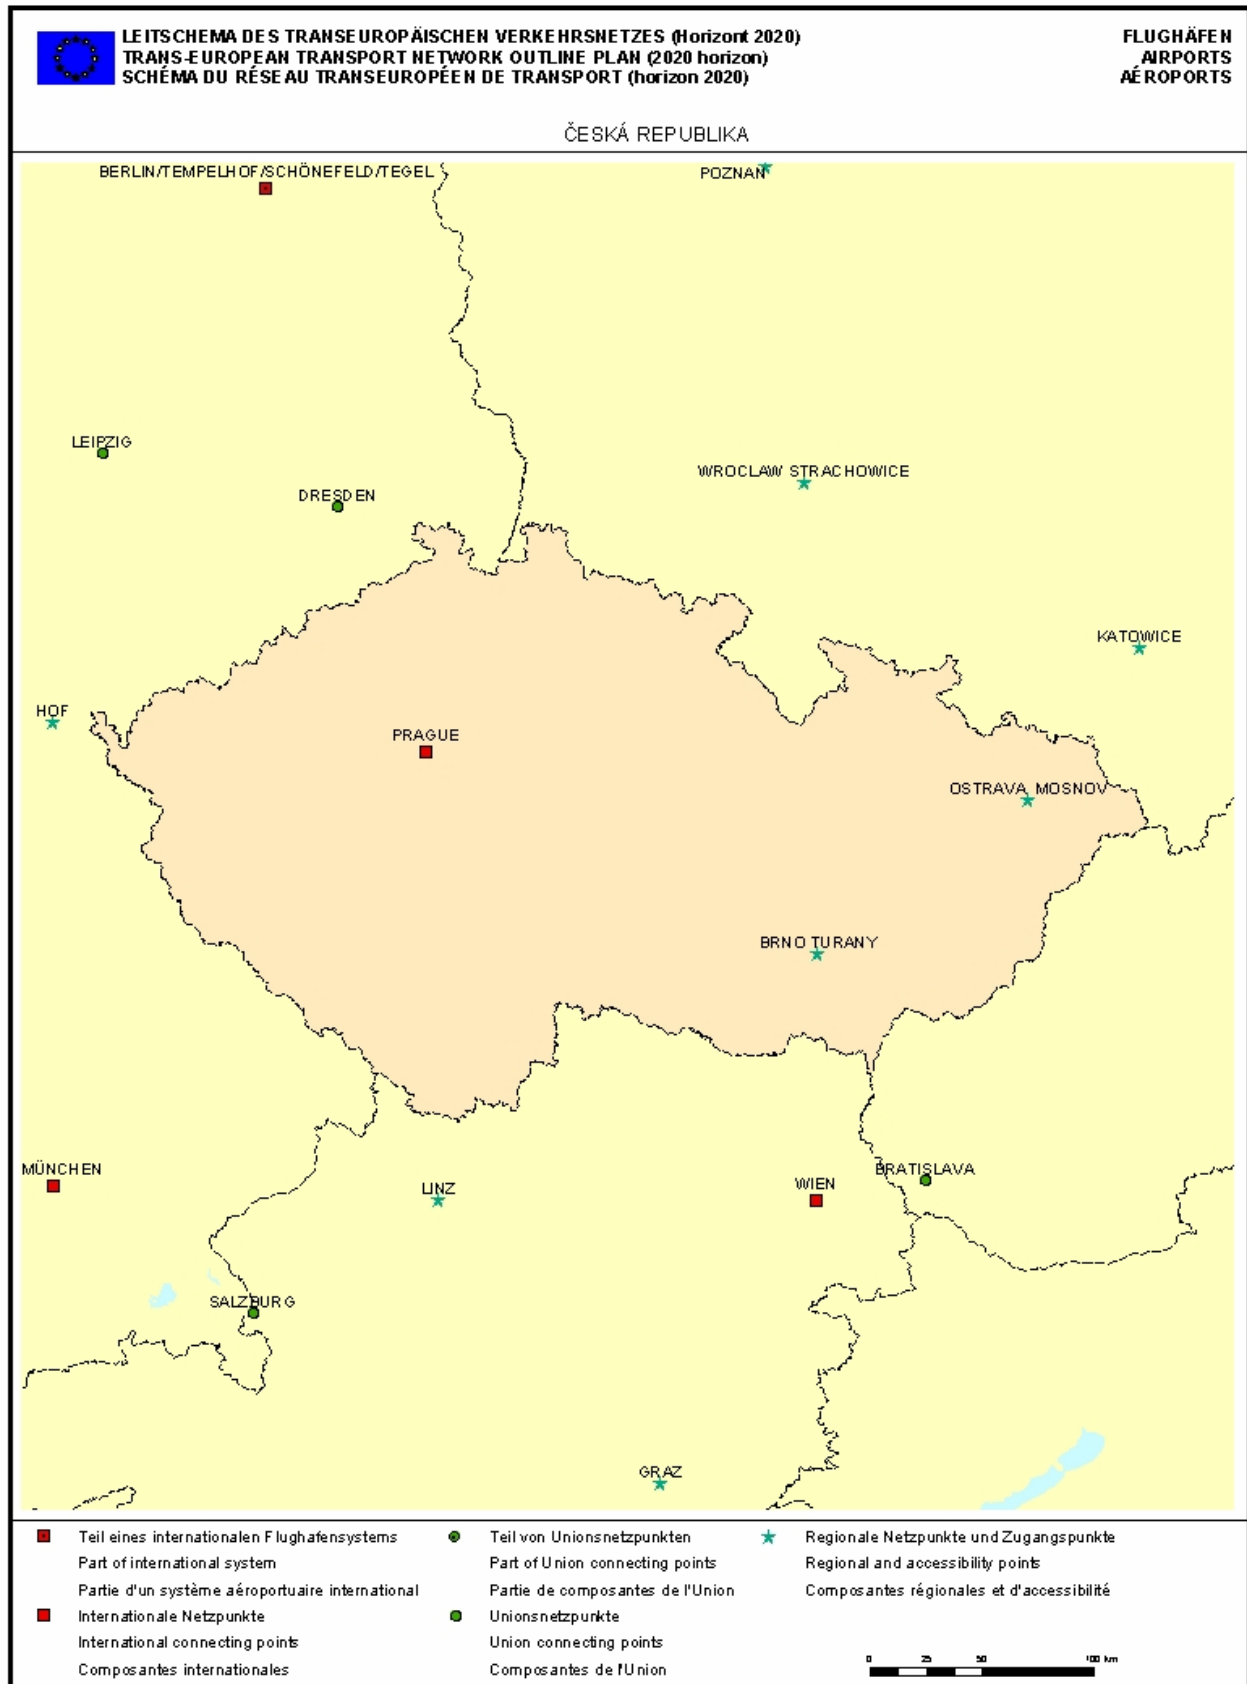 LEITSCHEMA DES TRANSEUROPÄISCHEN VERKEHRSNETZES (Horizont 2020)
TRANS-EUROPEAN TRANSPORT NETWORK OUTLINE PLAN (2020 horizon)
SCHÉMA DU RÉSEAU TRANSEUROPÉEN DE TRANSPORT (horizon 2020)
FLUGHÄFEN
AIRPORTS
AÉROPORTS
ČESKÁ REPUBLIKA
BERLIN/TEMPELHOF/SCHÖNEFELD/TEGEL
POZNAN
LEIPZIG
WROCLAW STRACHOWICE
DRESDEN
KATOWICE
HOF
PRAGUE
OSTRAVA MOSNOV
BRNO TURANY
MÜNCHEN
LINZ
WIEN
BRATISLAVA
SALZBURG
GRAZ
Teil eines internationalen Flughafensystems
Part of international system
Partie d'un système aéroportuaire international
Internationale Netzpunkte
International connecting points
Composantes internationales
Teil von Unionsnetzpunkten
Part of Union connecting points
Partie de composantes de l'Union
Unionsnetzpunkte
Union connecting points
Composantes de l'Union
Regionale Netzpunkte und Zugangspunkte
Regional and accessibility points
Composantes régionales et d'accessibilité
0 25 50 100 km